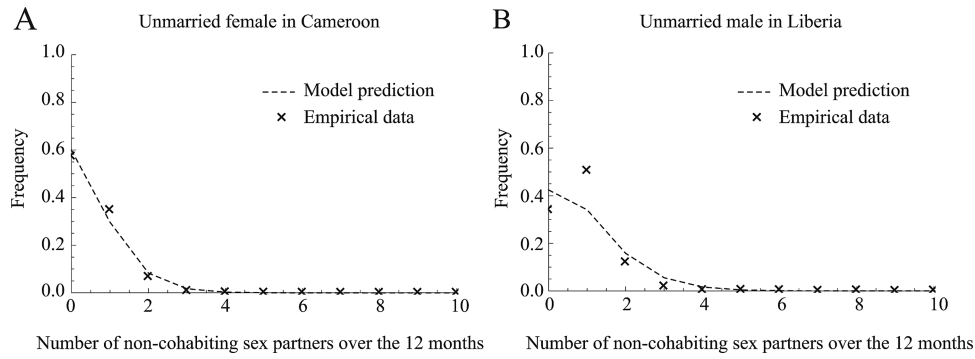 A
Unmarried female in Cameroon
1.0
0.8
0.6
0.4
0.2
0.0
Frequency
Model prediction
× Empirical data
0 2 4 6 8 10
Number of non-cohabiting sex partners over the 12 months
B
Unmarried male in Liberia
1.0
0.8
0.6
0.4
0.2
0.0
Frequency
Model prediction
× Empirical data
0 2 4 6 8 10
Number of non-cohabiting sex partners over the 12 months